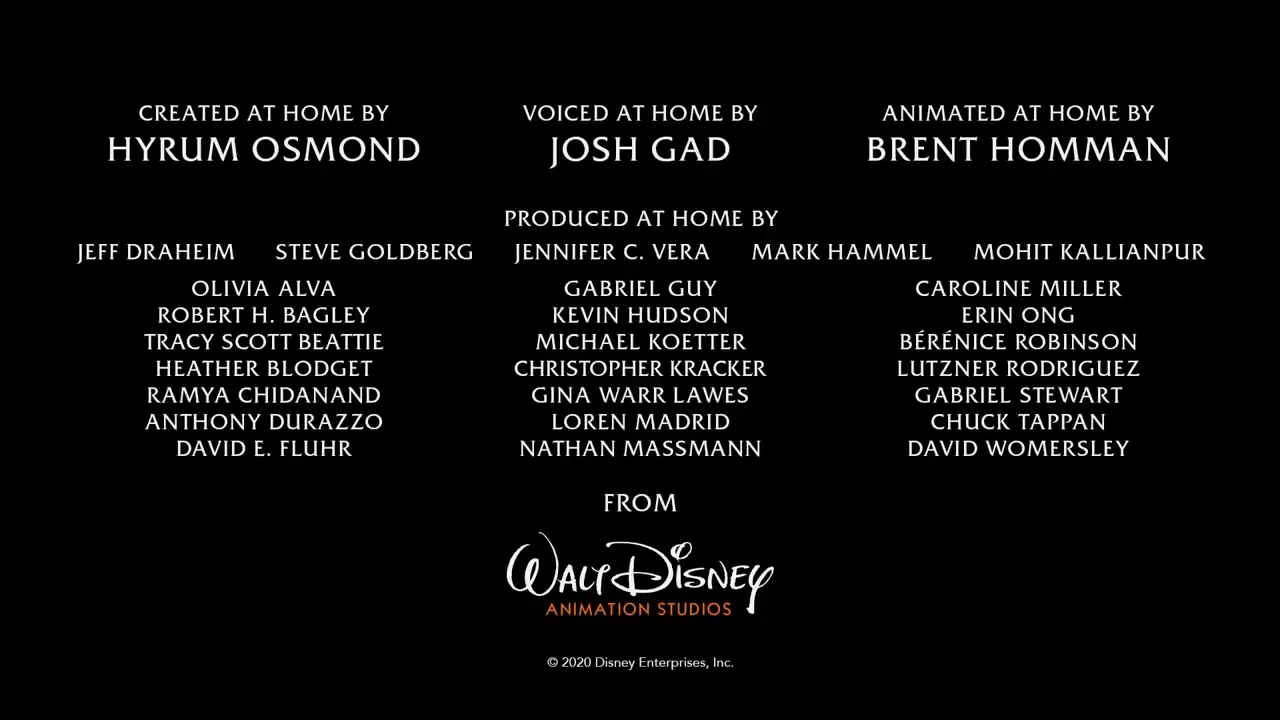 CREATED AT HOME BY
HYRUM OSMOND
VOICED AT HOME BY
JOSH GAD
ANIMATED AT HOME BY
BRENT HOMMAN
PRODUCED AT HOME BY
JEFF DRAHEIM STEVE GOLDBERG JENNIFER C. VERA MARK HAMMEL MOHIT KALLIANPUR
OLIVIA ALVA
ROBERT H. BAGLEY
TRACY SCOTT BEATTIE
HEATHER BLODGET
RAMYA CHIDANAND
ANTHONY DURAZZO
DAVID E. FLUHR
GABRIEL GUY
KEVIN HUDSON
MICHAEL KOETTER
CHRISTOPHER KRACKER
GINA WARR LAWES
LOREN MADRID
NATHAN MASSMANN
CAROLINE MILLER
ERIN ONG
BÉRÉNICE ROBINSON
LUTZNER RODRIGUEZ
GABRIEL STEWART
CHUCK TAPPAN
DAVID WOMERSLEY
FROM
WALT DISNEY
ANIMATION STUDIOS
© 2020 Disney Enterprises, Inc.